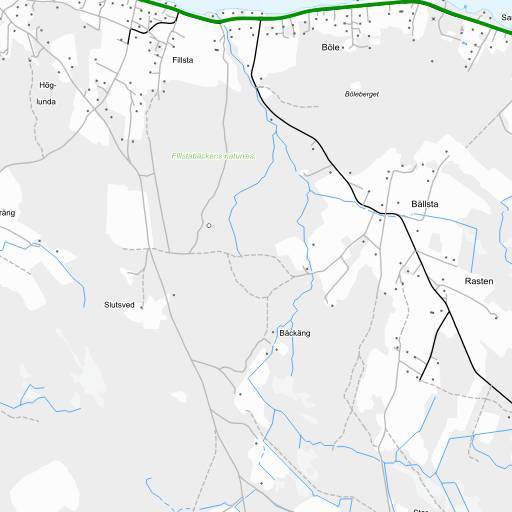 Fillsta
Böle
Hög-
lunda
Böleberget
Fillstabäckens naturres
Bällsta
Rasten
Slutsved
Bäckäng